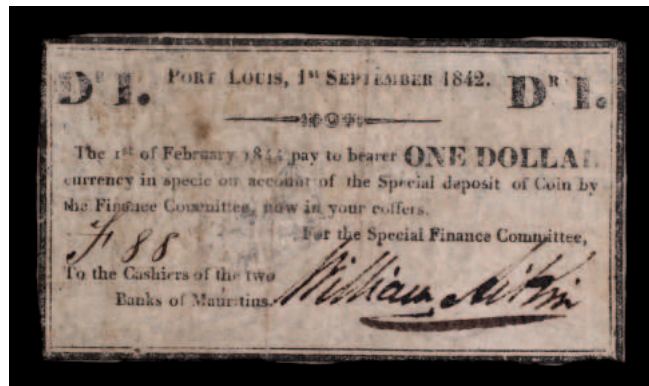 Dr 1. PORT LOUIS, 1st SEPTEMBER 1842. Dr 1.
The 1st of February 1844 pay to bearer ONE DOLLAR
currency in specie on account of the Special deposit of Coin by
the Finance Committee, now in your coffers.
For the Special Finance Committee,
88
To the Cashiers of the two
Banks of Mauritius.
William Aitkin